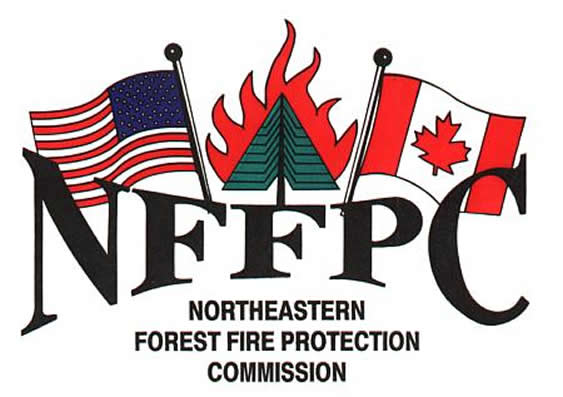 NFFPC
NORTHEASTERN
FOREST FIRE PROTECTION
COMMISSION